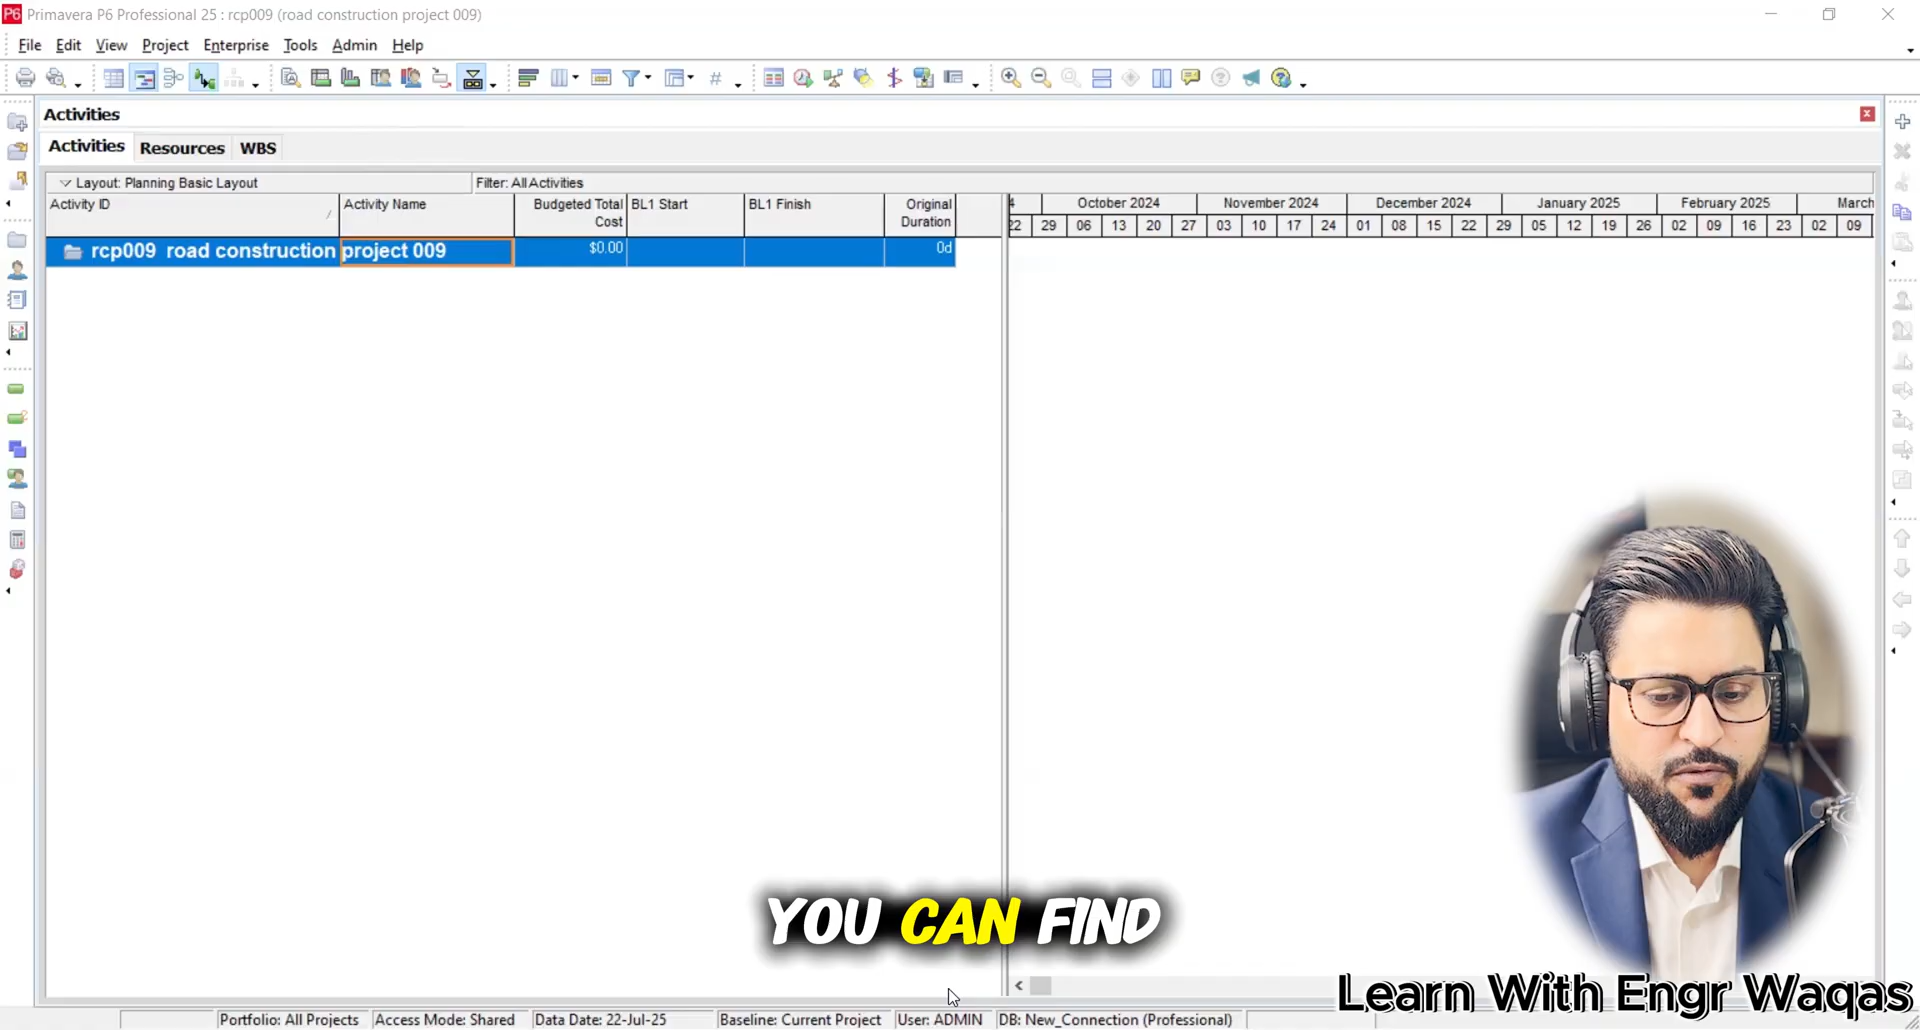 P6 Primavera P6 Professional 25 : rcp009 (road construction project 009)
File Edit View Project Enterprise Tools Admin Help
Activities
Activities Resources WBS
Layout: Planning Basic Layout Filter: All Activities
Activity ID Activity Name Budgeted Total Cost BL1 Start BL1 Finish Original Duration
4 October 2024 November 2024 December 2024 January 2025 February 2025 March
22 29 06 13 20 27 03 10 17 24 01 08 15 22 29 05 12 19 26 02 09 16 23 02 09
rcp009 road construction project 009 $0.00 0d
YOU CAN FIND
Learn With Engr Waqas
Portfolio: All Projects Access Mode: Shared Data Date: 22-Jul-25 Baseline: Current Project User: ADMIN DB: New_Connection (Professional)